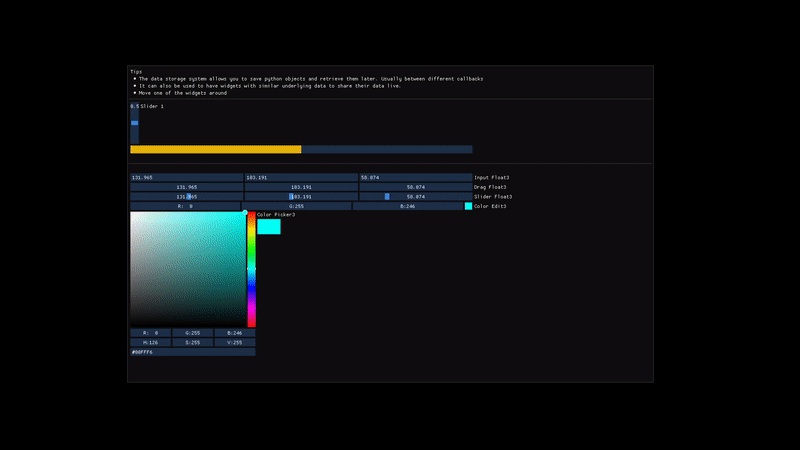 Tips
The data storage system allows you to save python objects and retrieve them later. Usually between different callbacks
It can also be used to have widgets with similar underlying data to share their data live.
Move one of the widgets around
0.5 Slider 1
131.965 103.191 58.074 Input Float3
131.965 103.191 58.074 Drag Float3
131.965 103.191 58.074 Slider Float3
R: 0 G:255 B:246 Color Edit3
Color Picker3
R: 0 G:255 B:246
H:126 S:255 V:255
#00FFF6